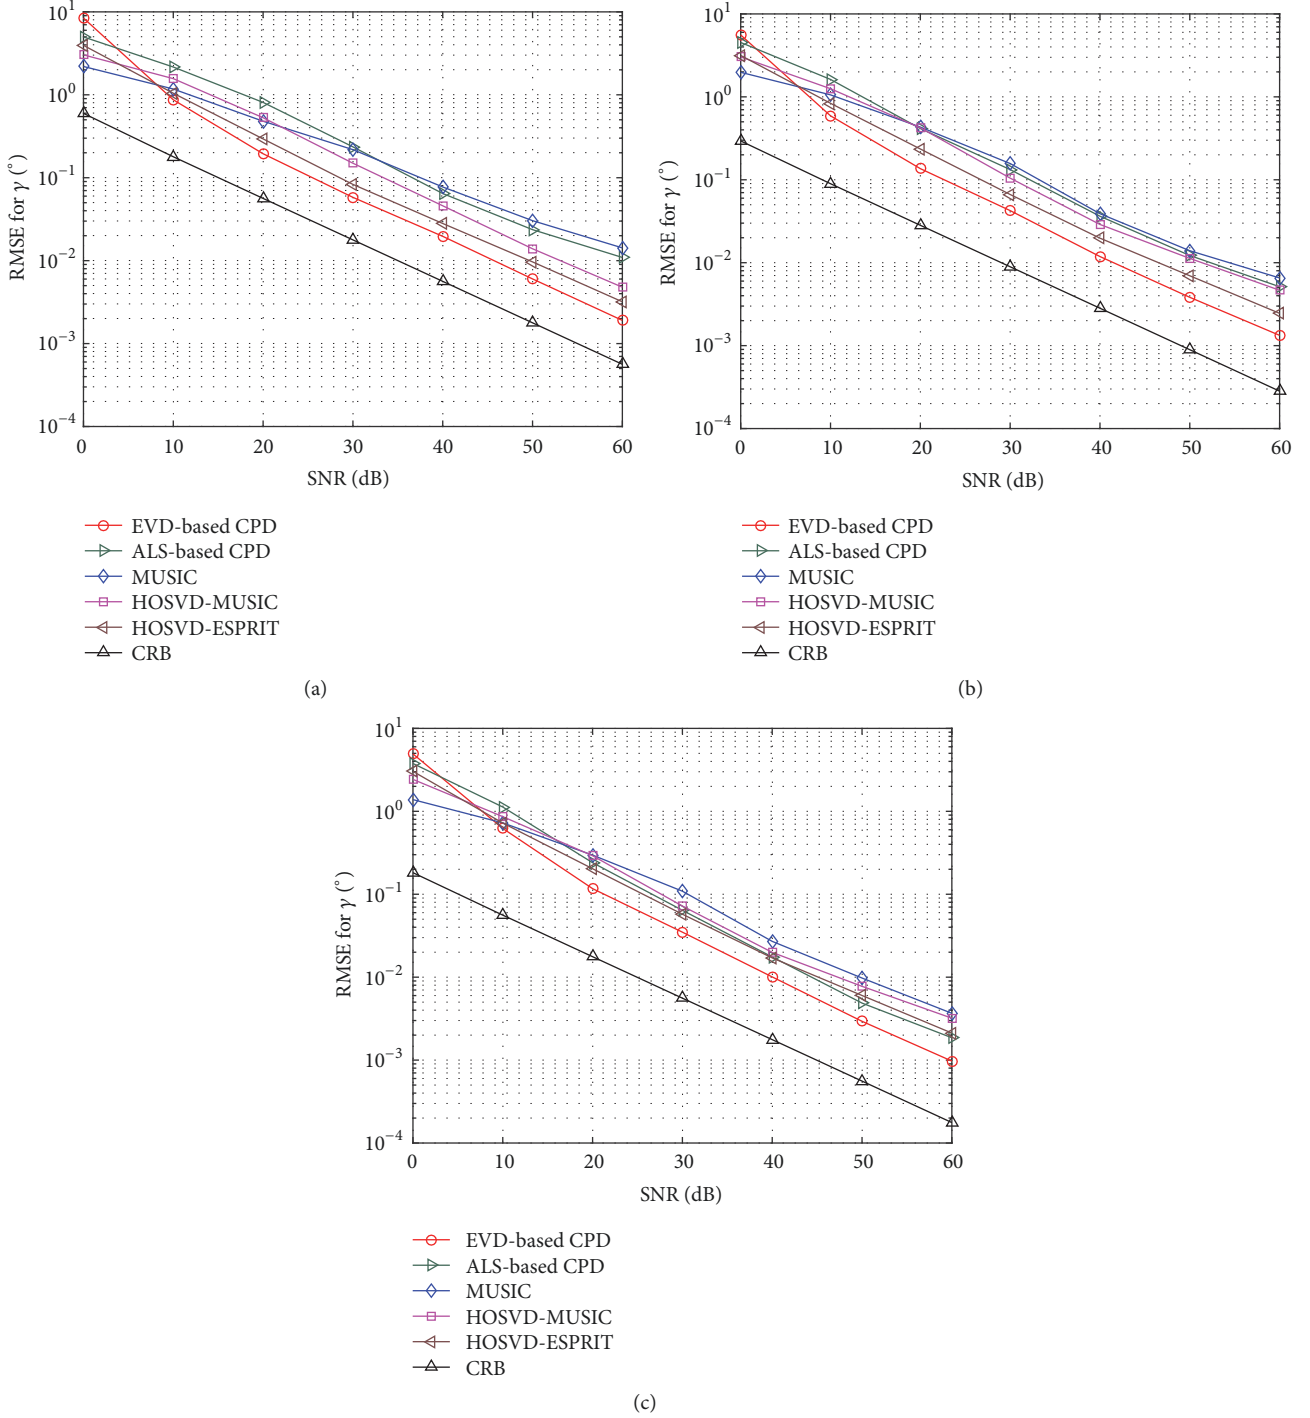 10^1
10^0
10^−1
10^−2
10^−3
10^−4
RMSE for γ (°)
0 10 20 30 40 50 60
SNR (dB)
EVD-based CPD
ALS-based CPD
MUSIC
HOSVD-MUSIC
HOSVD-ESPRIT
CRB
(a)
10^1
10^0
10^−1
10^−2
10^−3
10^−4
RMSE for γ (°)
0 10 20 30 40 50 60
SNR (dB)
EVD-based CPD
ALS-based CPD
MUSIC
HOSVD-MUSIC
HOSVD-ESPRIT
CRB
(b)
10^1
10^0
10^−1
10^−2
10^−3
10^−4
RMSE for γ (°)
0 10 20 30 40 50 60
SNR (dB)
EVD-based CPD
ALS-based CPD
MUSIC
HOSVD-MUSIC
HOSVD-ESPRIT
CRB
(c)